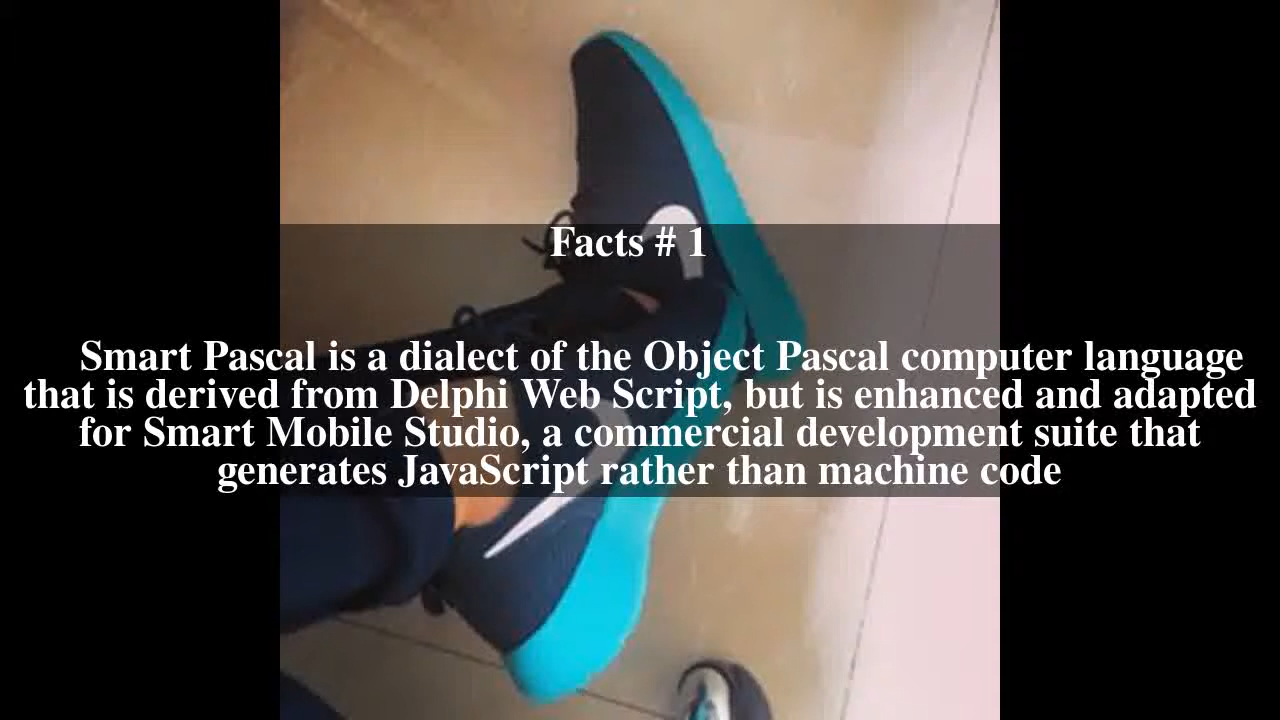 Facts # 1
Smart Pascal is a dialect of the Object Pascal computer language
that is derived from Delphi Web Script, but is enhanced and adapted
for Smart Mobile Studio, a commercial development suite that
generates JavaScript rather than machine code